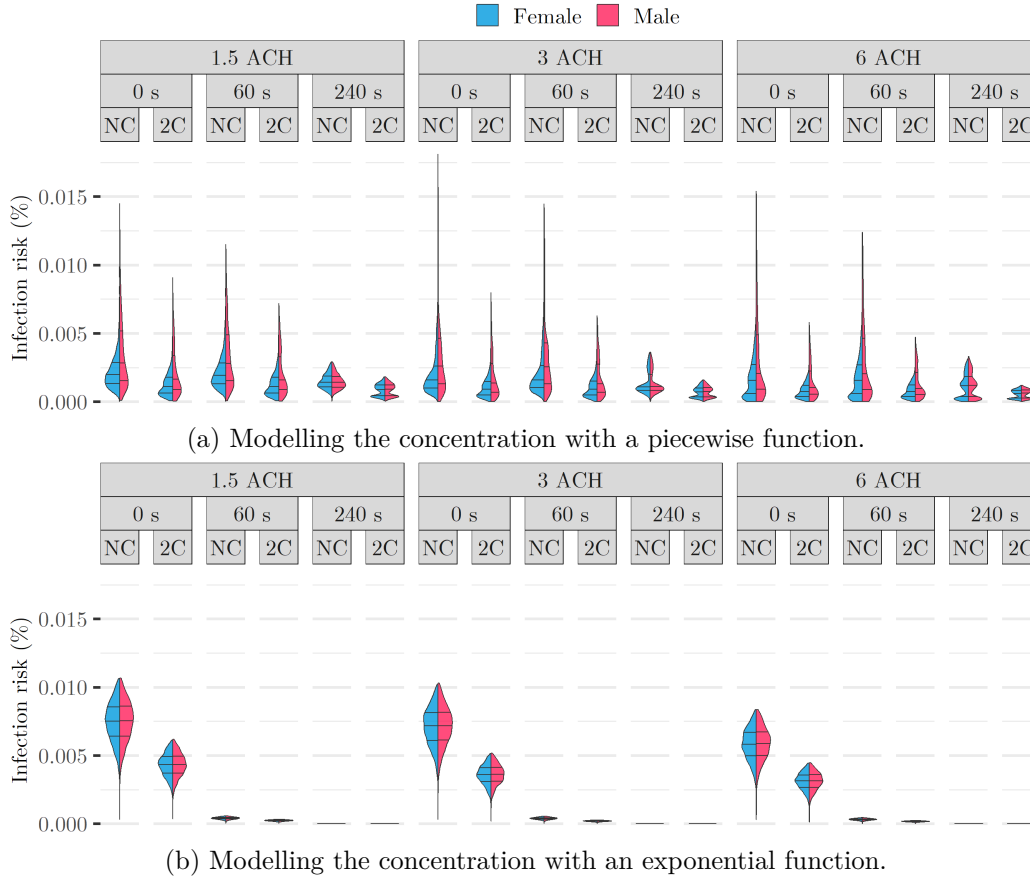 Female Male
1.5 ACH 3 ACH 6 ACH
0 s 60 s 240 s 0 s 60 s 240 s 0 s 60 s 240 s
NC 2C NC 2C NC 2C NC 2C NC 2C NC 2C NC 2C NC 2C NC 2C
Infection risk (%)
0.015
0.010
0.005
0.000
(a) Modelling the concentration with a piecewise function.
1.5 ACH 3 ACH 6 ACH
0 s 60 s 240 s 0 s 60 s 240 s 0 s 60 s 240 s
NC 2C NC 2C NC 2C NC 2C NC 2C NC 2C NC 2C NC 2C NC 2C
Infection risk (%)
0.015
0.010
0.005
0.000
(b) Modelling the concentration with an exponential function.